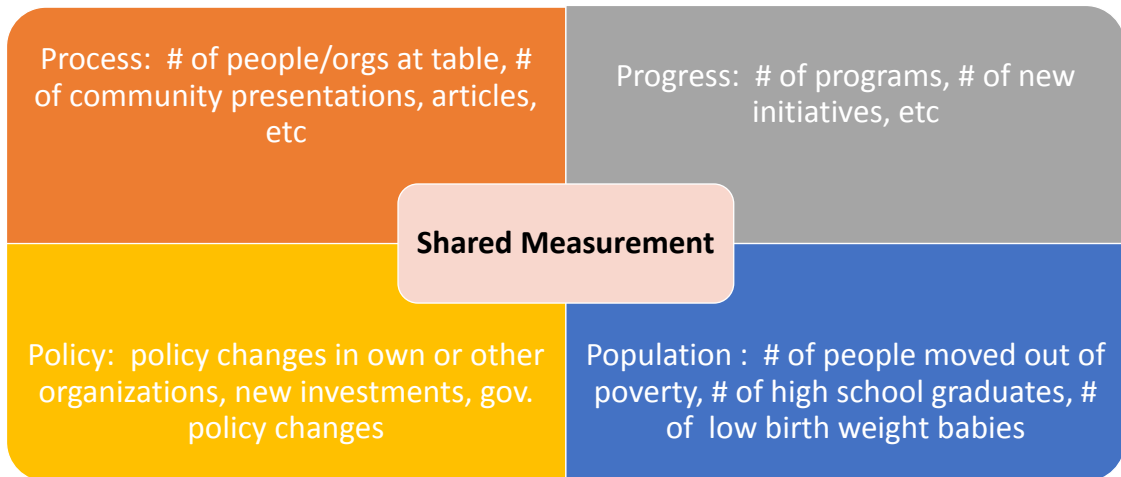 Process:  # of people/orgs at table, #
of community presentations, articles,
etc
Progress:  # of programs, # of new
initiatives, etc
Shared Measurement
Policy:  policy changes in own or other
organizations, new investments, gov.
policy changes
Population :  # of people moved out of
poverty, # of high school graduates, #
of  low birth weight babies